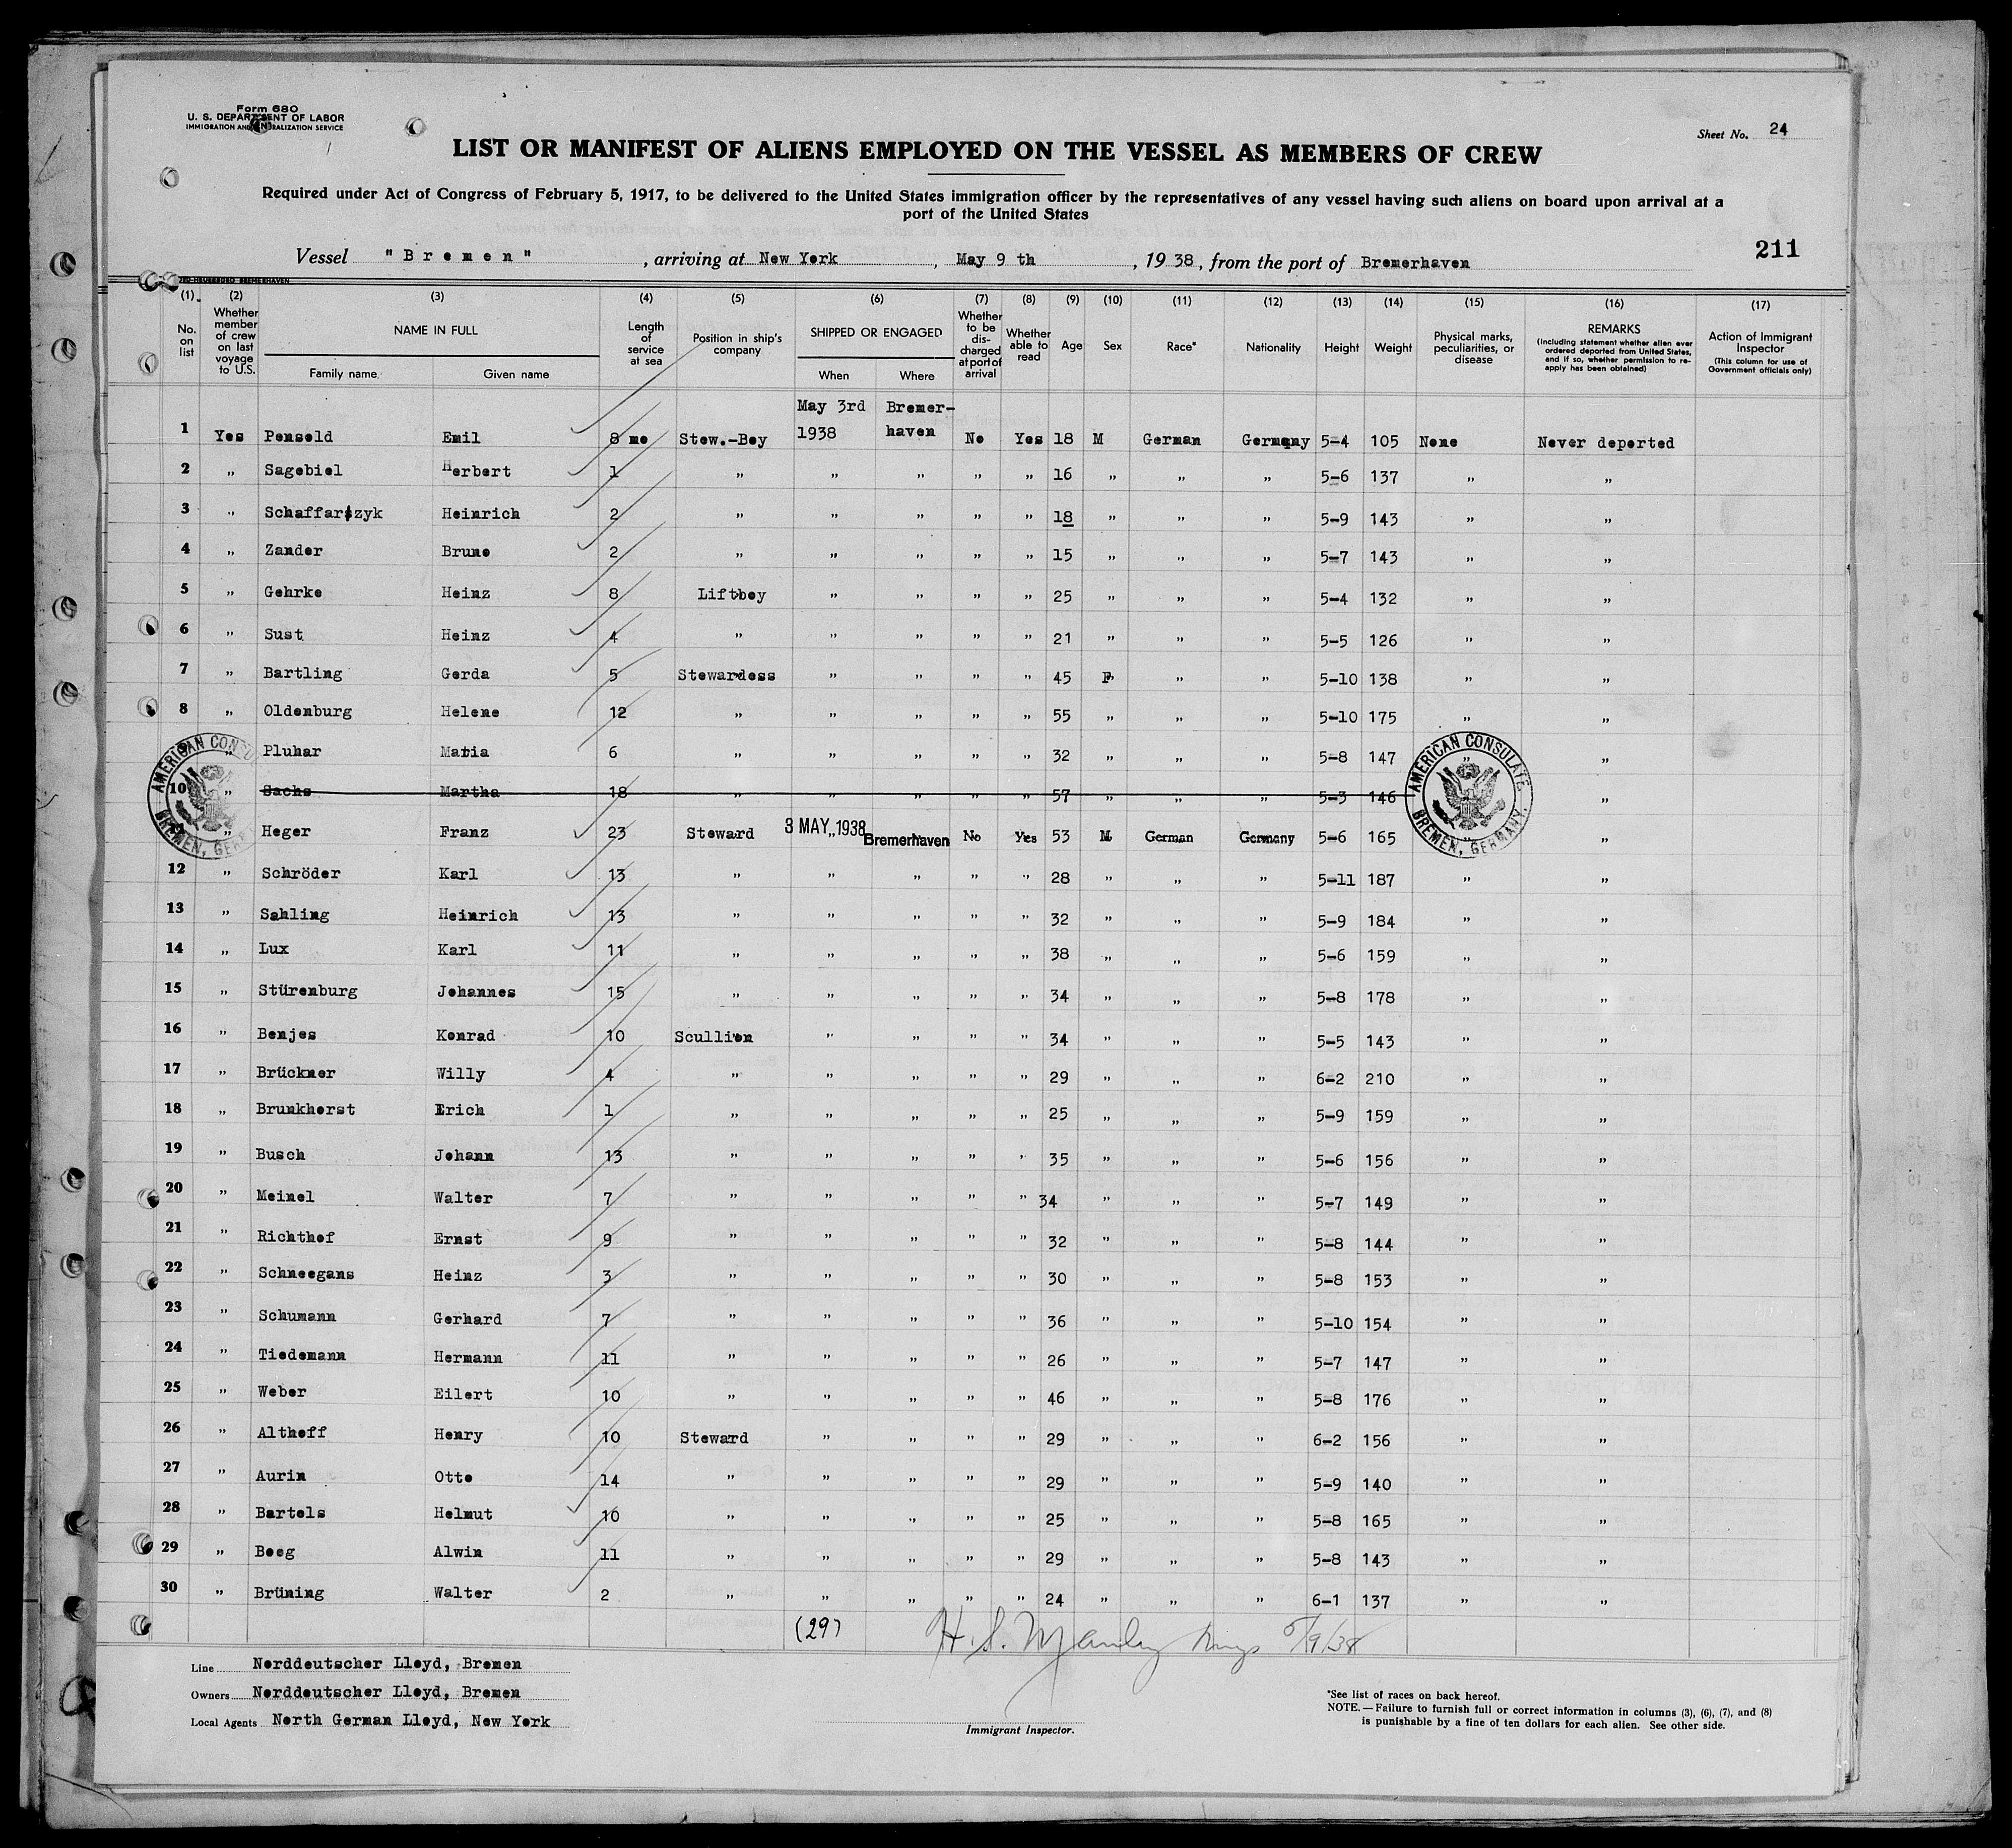 Form 680
U. S. DEPARTMENT OF LABOR
IMMIGRATION AND NATURALIZATION SERVICE
Sheet No. 24
LIST OR MANIFEST OF ALIENS EMPLOYED ON THE VESSEL AS MEMBERS OF CREW
Required under Act of Congress of February 5, 1917, to be delivered to the United States immigration officer by the representatives of any vessel having such aliens on board upon arrival at a
port of the United States
Vessel "Bremen", arriving at New York, May 9 th, 1938, from the port of Bremerhaven
211
(1) No. on list
(2) Whether member of crew on last voyage to U.S.
(3) NAME IN FULL Family name Given name
(4) Length of service at sea
(5) Position in ship's company
(6) SHIPPED OR ENGAGED When Where
(7) Whether to be discharged at port of arrival
(8) Whether able to read
(9) Age
(10) Sex
(11) Race*
(12) Nationality
(13) Height
(14) Weight
(15) Physical marks, peculiarities, or disease
(16) REMARKS (Including statement whether alien ever ordered deported from United States, and if so, whether permission to re-apply has been obtained)
(17) Action of Immigrant Inspector (This column for use of Government officials only)
1 Yes Pensold Emil 8 mo Stew.-Boy May 3rd 1938 Bremer-haven No Yes 18 M German Germany 5-4 105 None Never deported
2 " Sagebiel Herbert 1 " " " " " 16 " " " 5-6 137 " "
3 " Schaffarszyk Heinrich 2 " " " " " 18 " " " 5-9 143 " "
4 " Zander Bruno 2 " " " " " 15 " " " 5-7 143 " "
5 " Gehrke Heinz 8 Liftboy " " " " 25 " " " 5-4 132 " "
6 " Sust Heinz 4 " " " " " 21 " " " 5-5 126 " "
7 " Bartling Gerda 5 Stewardess " " " " 45 F " " 5-10 138 " "
8 " Oldenburg Helene 12 " " " " " 55 " " " 5-10 175 " "
9 " Pluhar Maria 6 " " " " " 32 " " " 5-8 147 " "
10 " Sachs Martha 18 " " " " " 57 " " " 5-3 146 " "
" Heger Franz 23 Steward 3 MAY 1938 Bremerhaven No Yes 53 M German Germany 5-6 165 " "
12 " Schröder Karl 13 " " " " " 28 " " " 5-11 187 " "
13 " Sahling Heinrich 13 " " " " " 32 " " " 5-9 184 " "
14 " Lux Karl 11 " " " " " 38 " " " 5-6 159 " "
15 " Stürenburg Johannes 15 " " " " " 34 " " " 5-8 178 " "
16 " Benjes Konrad 10 Scullion " " " " 34 " " " 5-5 143 " "
17 " Brückner Willy 4 " " " " " 29 " " " 6-2 210 " "
18 " Brunkhorst Erich 1 " " " " " 25 " " " 5-9 159 " "
19 " Busch Johann 13 " " " " " 35 " " " 5-6 156 " "
20 " Meinel Walter 7 " " " " " 34 " " " 5-7 149 " "
21 " Richthof Ernst 9 " " " " " 32 " " " 5-8 144 " "
22 " Schneegans Heinz 3 " " " " " 30 " " " 5-8 153 " "
23 " Schumann Gerhard 7 " " " " " 36 " " " 5-10 154 " "
24 " Tiedemann Hermann 11 " " " " " 26 " " " 5-7 147 " "
25 " Weber Eilert 10 " " " " " 46 " " " 5-8 176 " "
26 " Althoff Henry 10 Steward " " " " 29 " " " 6-2 156 " "
27 " Aurin Otto 14 " " " " " 29 " " " 5-9 140 " "
28 " Bartels Helmut 10 " " " " " 25 " " " 5-8 165 " "
29 " Boeg Alwin 11 " " " " " 29 " " " 5-8 143 " "
30 " Brüning Walter 2 " " " " " 24 " " " 6-1 137 " "
AMERICAN CONSULATE BREMEN, GERMANY
AMERICAN CONSULATE BREMEN, GERMANY.
(29) H. S. Manley 5/9/38
Line Norddeutscher Lloyd, Bremen
Owners Norddeutscher Lloyd, Bremen
Local Agents North German Lloyd, New York
Immigrant Inspector.
*See list of races on back hereof.
NOTE.—Failure to furnish full or correct information in columns (3), (6), (7), and (8)
is punishable by a fine of ten dollars for each alien. See other side.